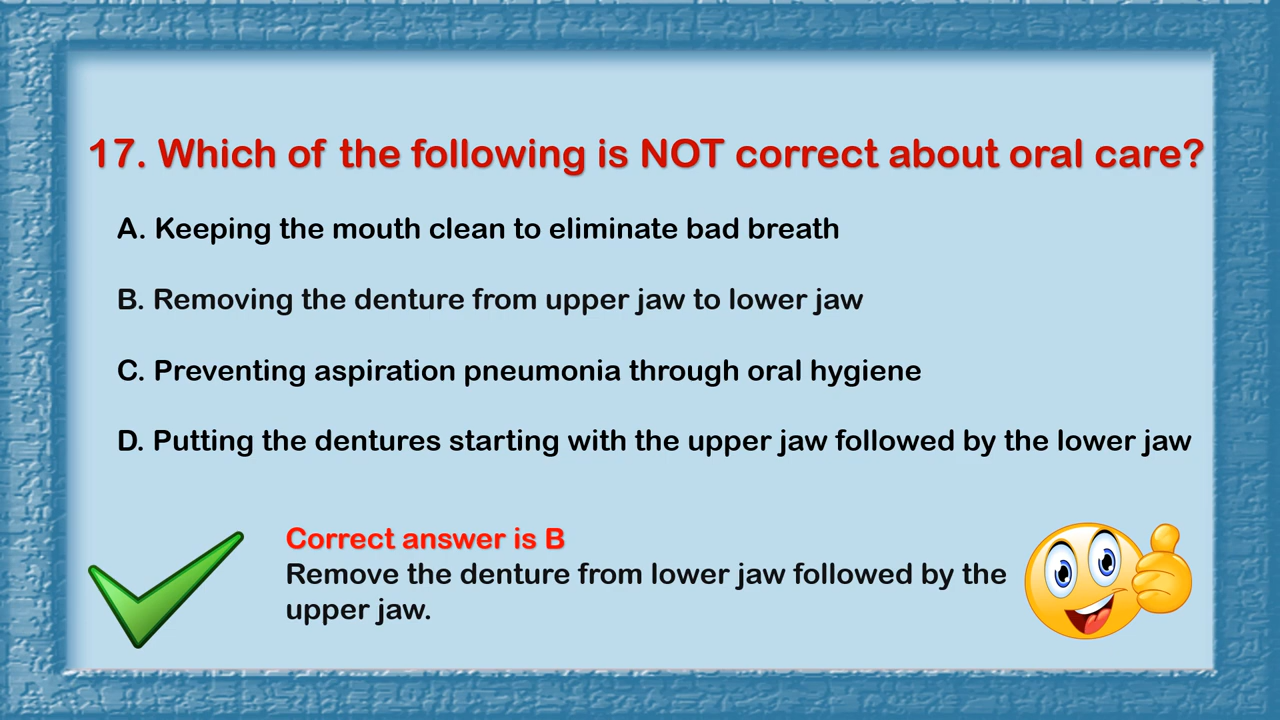 17. Which of the following is NOT correct about oral care?
A. Keeping the mouth clean to eliminate bad breath
B. Removing the denture from upper jaw to lower jaw
C. Preventing aspiration pneumonia through oral hygiene
D. Putting the dentures starting with the upper jaw followed by the lower jaw
Correct answer is B
Remove the denture from lower jaw followed by the
upper jaw.